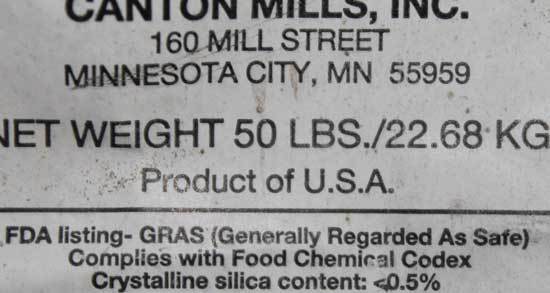 CANTON MILLS, INC.
160 MILL STREET
MINNESOTA CITY, MN 55959
NET WEIGHT 50 LBS./22.68 KG
Product of U.S.A.
FDA listing- GRAS (Generally Regarded As Safe)
Complies with Food Chemical Codex
Crystalline silica content: <0.5%